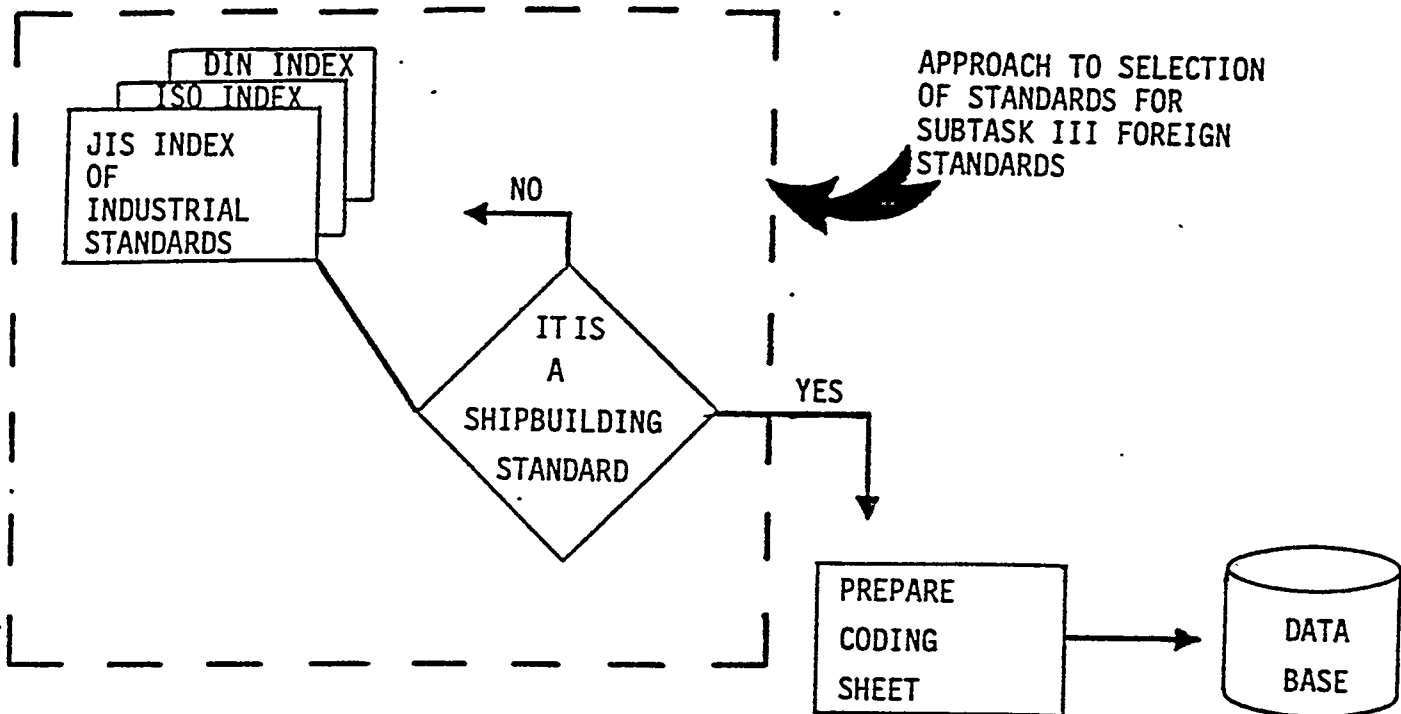 DIN INDEX
ISO INDEX
JIS INDEX
OF
INDUSTRIAL
STANDARDS
APPROACH TO SELECTION
OF STANDARDS FOR
SUBTASK III FOREIGN
STANDARDS
NO
IT IS
A
SHIPBUILDING
STANDARD
YES
PREPARE
CODING
SHEET
DATA
BASE